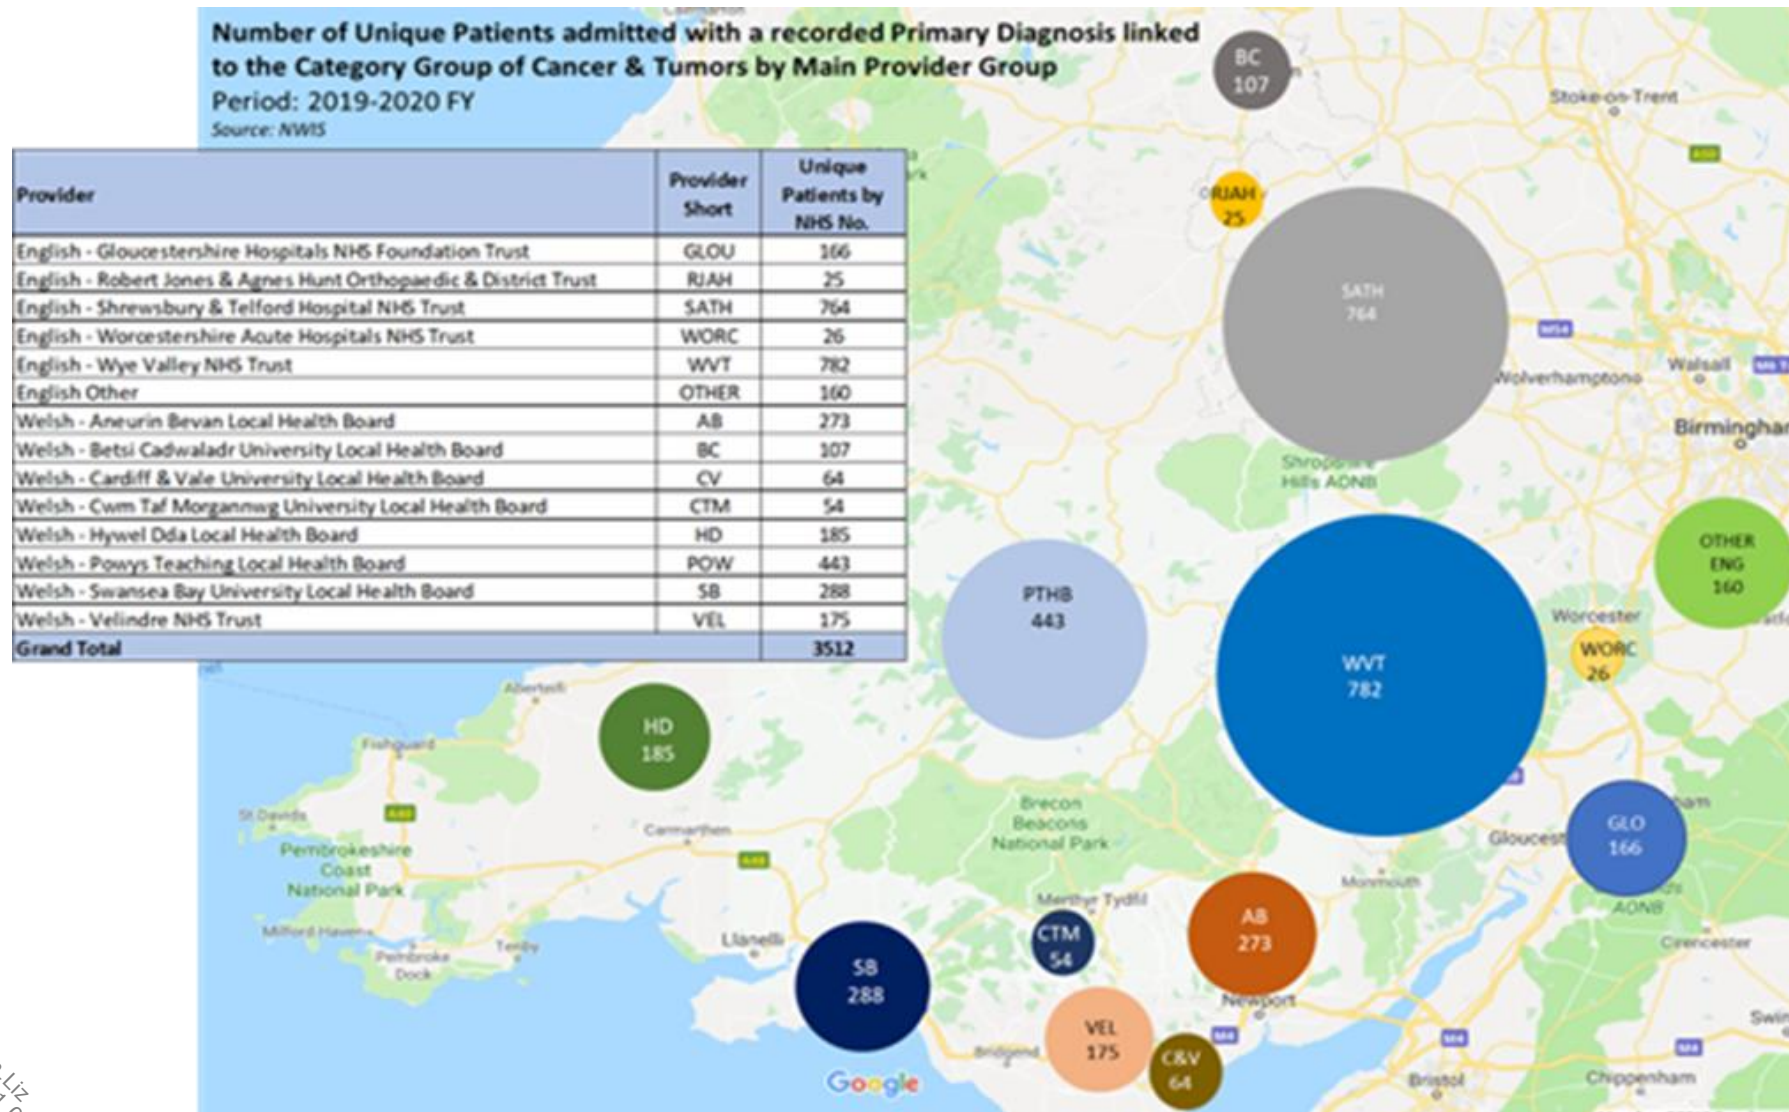 Number of Unique Patients admitted with a recorded Primary Diagnosis linked
to the Category Group of Cancer & Tumors by Main Provider Group
Period: 2019-2020 FY
Source: NWIS
Provider Provider Short Unique Patients by NHS No.
English - Gloucestershire Hospitals NHS Foundation Trust GLOU 166
English - Robert Jones & Agnes Hunt Orthopaedic & District Trust RJAH 25
English - Shrewsbury & Telford Hospital NHS Trust SATH 764
English - Worcestershire Acute Hospitals NHS Trust WORC 26
English - Wye Valley NHS Trust WVT 782
English Other OTHER 160
Welsh - Aneurin Bevan Local Health Board AB 273
Welsh - Betsi Cadwaladr University Local Health Board BC 107
Welsh - Cardiff & Vale University Local Health Board CV 64
Welsh - Cwm Taf Morgannwg University Local Health Board CTM 54
Welsh - Hywel Dda Local Health Board HD 185
Welsh - Powys Teaching Local Health Board POW 443
Welsh - Swansea Bay University Local Health Board SB 288
Welsh - Velindre NHS Trust VEL 175
Grand Total 3512
BC
107
Stoke-on-Trent
RJAH
25
SATH
764
M54
Wolverhampton
Walsall
Birmingham
Shropshire
Hills AONB
OTHER
ENG
160
PTHB
443
Worcester
WORC
26
WVT
782
Aberteifi
HD
185
Fishguard
St Davids
A40
Carmarthen
A48
Pembrokeshire
Coast
National Park
Brecon
Beacons
National Park
GLO
166
Gloucest
Monmouth
AONB
Merthyr Tydfil
AB
273
CTM
54
Milford Haven
Pembroke
Dock
Tenby
Llanelli
Cirencester
SB
288
Newport
VEL
175
M4
M4
M4
Bridgend
C&V
64
Swin
Google
Bristol
Chippenham
Liz